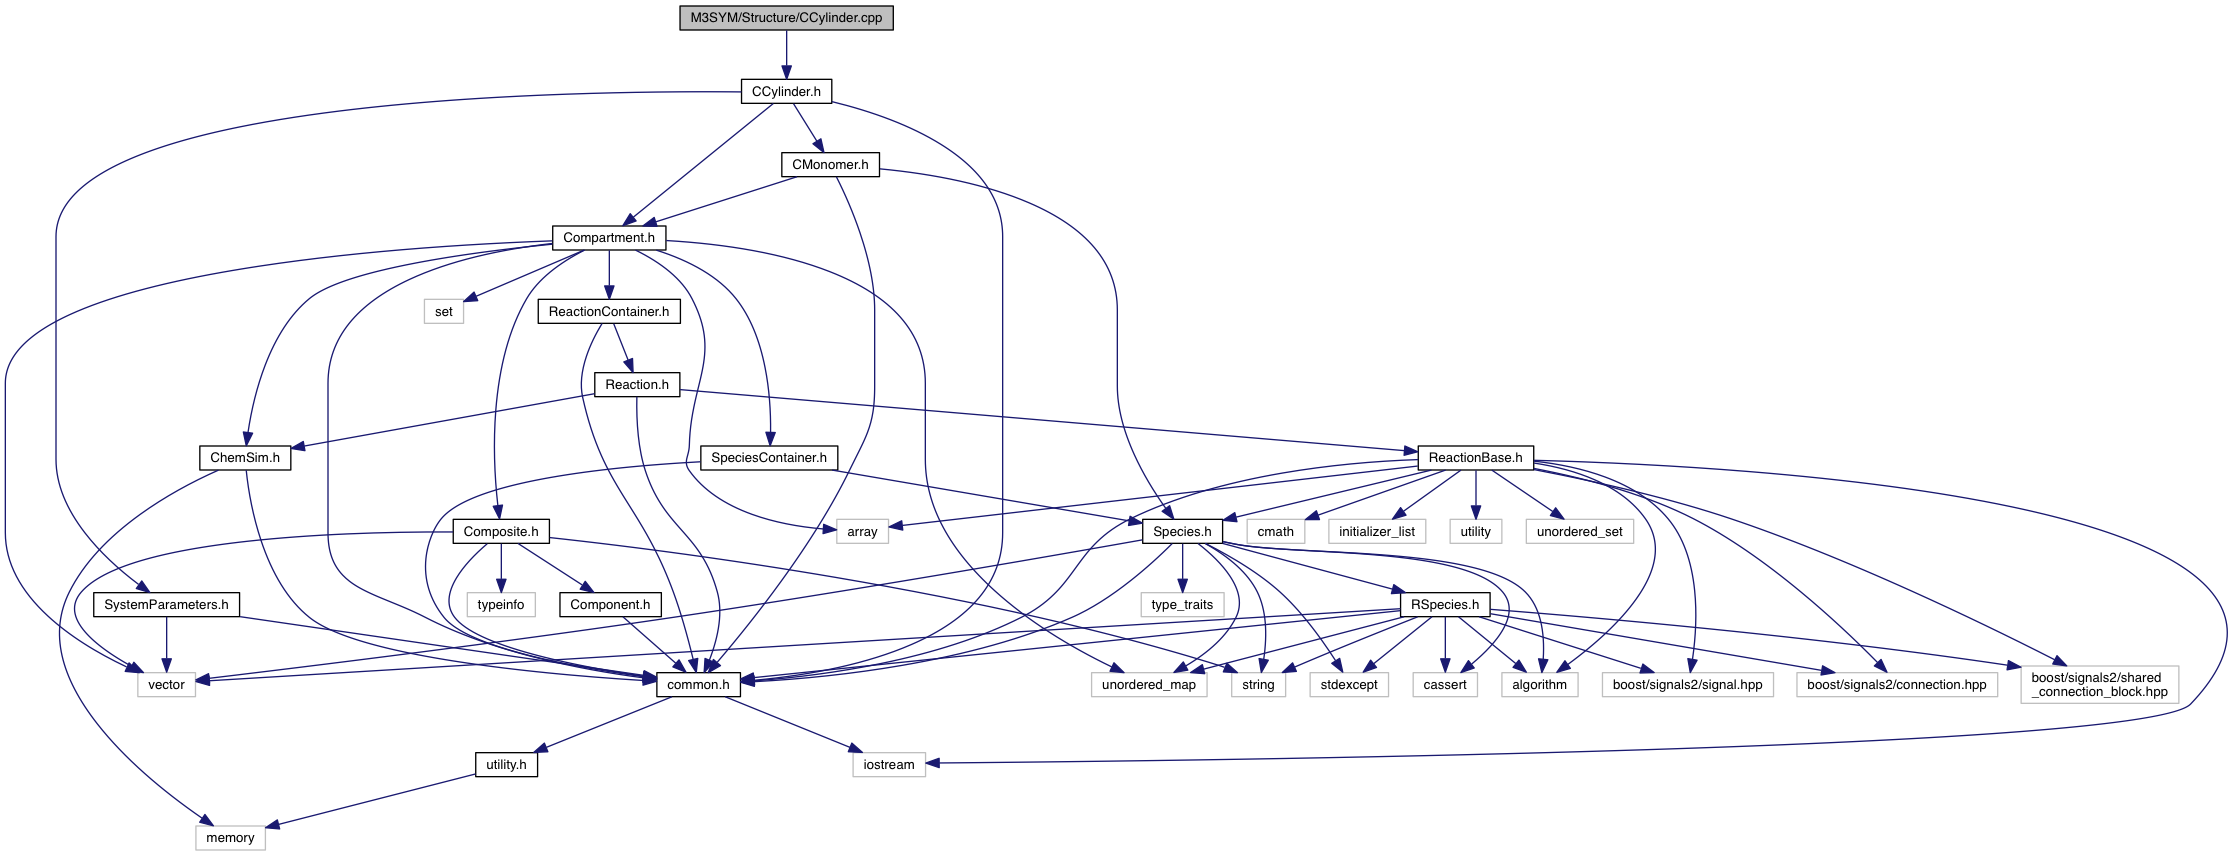 M3SYM/Structure/CCylinder.cpp
CCylinder.h
CMonomer.h
Compartment.h
set
ReactionContainer.h
Reaction.h
ChemSim.h
SpeciesContainer.h
ReactionBase.h
Composite.h
array
Species.h
cmath
initializer_list
utility
unordered_set
SystemParameters.h
typeinfo
Component.h
type_traits
RSpecies.h
vector
common.h
unordered_map
string
stdexcept
cassert
algorithm
boost/signals2/signal.hpp
boost/signals2/connection.hpp
boost/signals2/shared
_connection_block.hpp
utility.h
iostream
memory